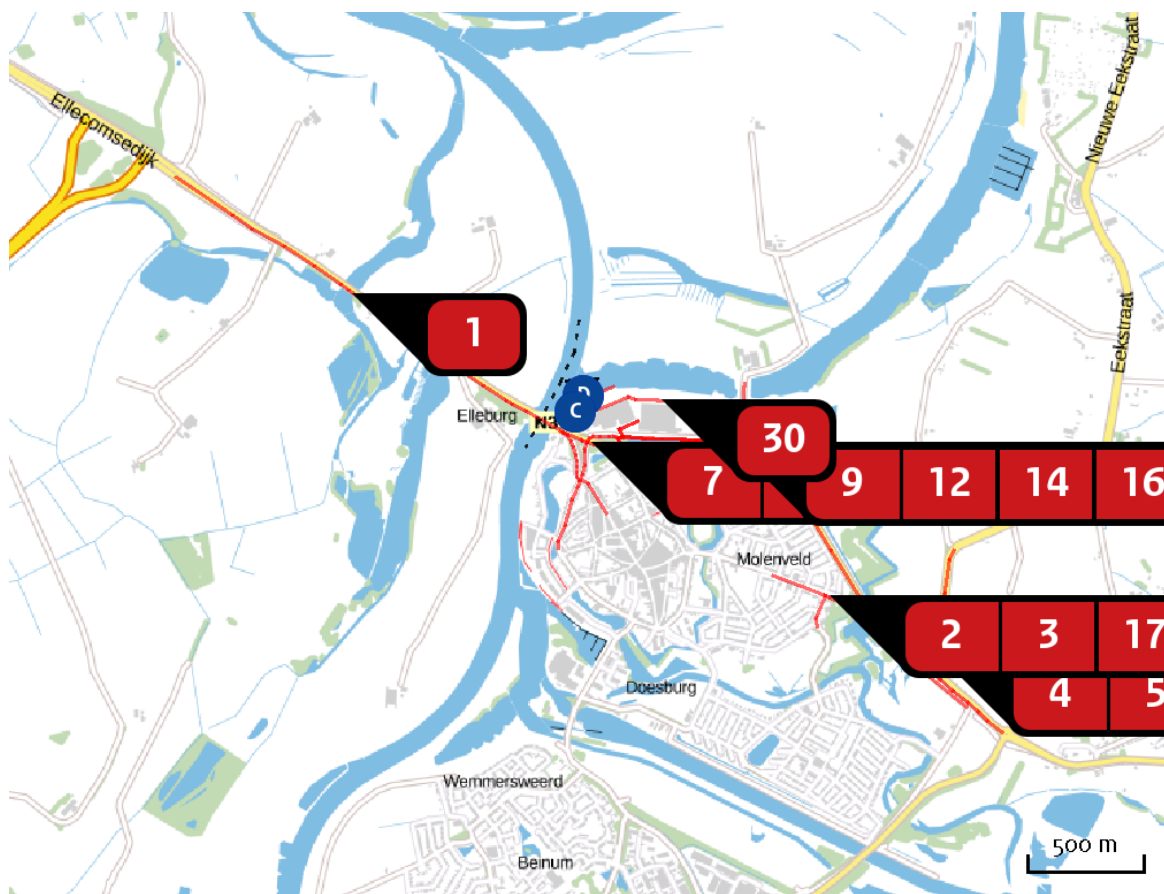 Ellecomsedijk
Nieuwe Eekstraat
Eekstraat
1
Elleburg
C
N3
30
7
9
12
14
16
Molenveld
2
3
17
4
5
Doesburg
Wemmersweerd
Beinum
500 m